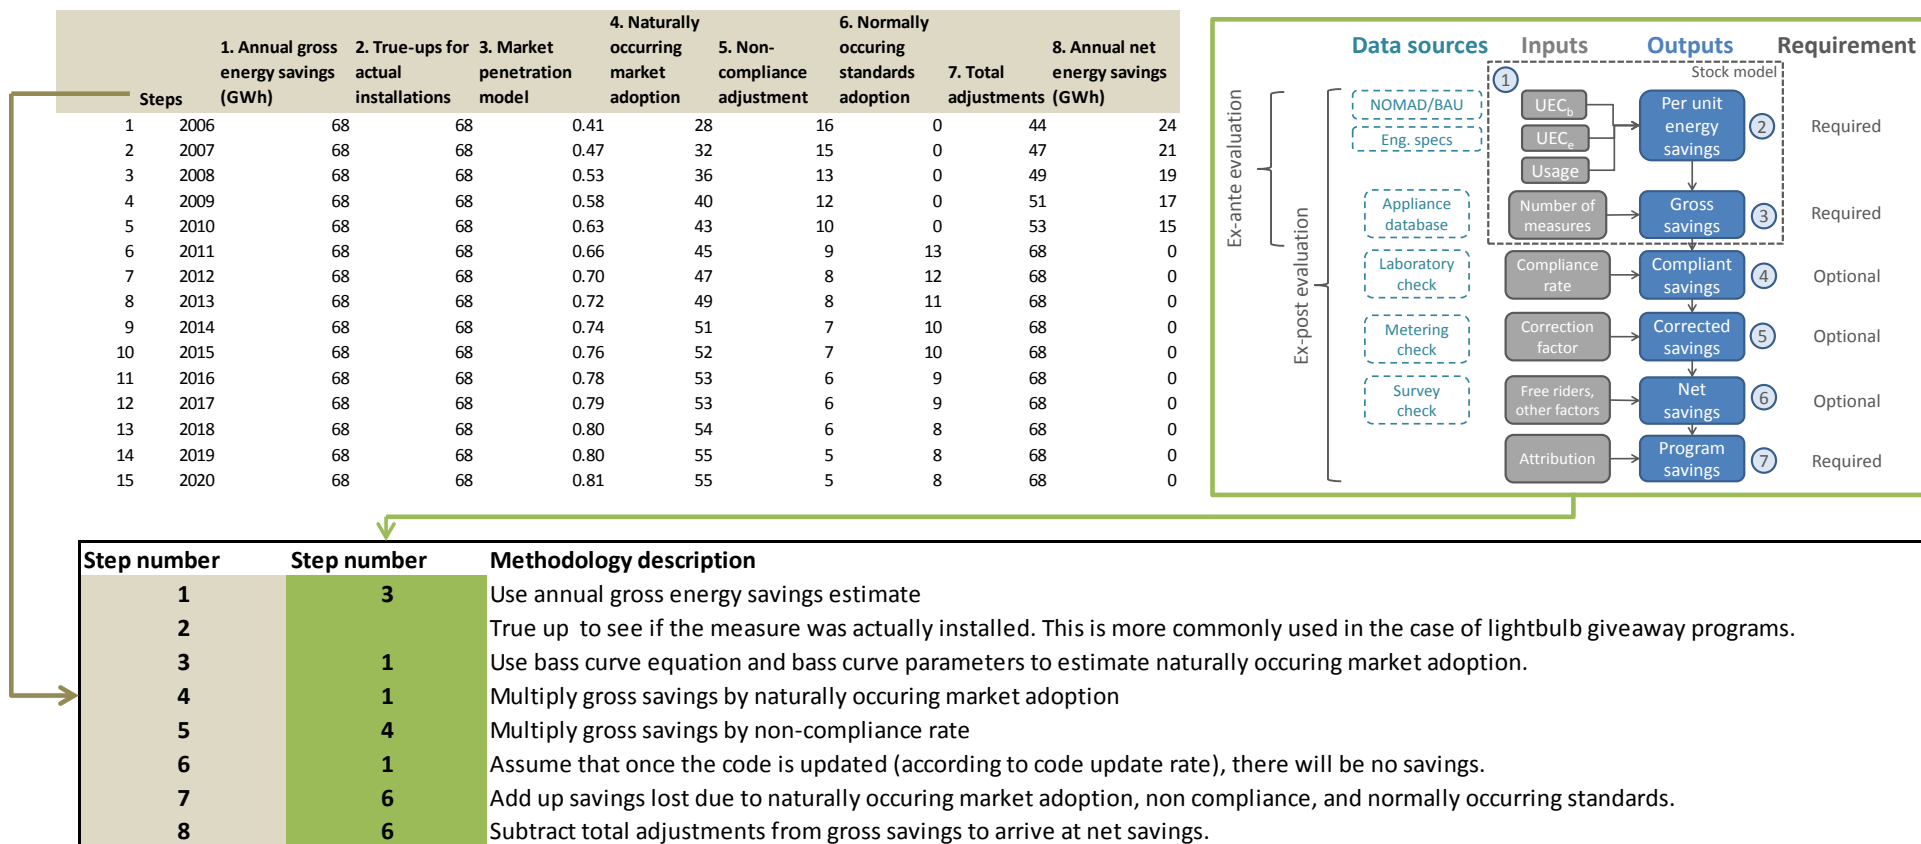 Steps 1. Annual gross energy savings (GWh) 2. True-ups for actual installations 3. Market penetration model 4. Naturally occurring market adoption 5. Non-compliance adjustment 6. Normally occuring standards adoption 7. Total adjustments 8. Annual net energy savings (GWh)
1 2006 68 68 0.41 28 16 0 44 24
2 2007 68 68 0.47 32 15 0 47 21
3 2008 68 68 0.53 36 13 0 49 19
4 2009 68 68 0.58 40 12 0 51 17
5 2010 68 68 0.63 43 10 0 53 15
6 2011 68 68 0.66 45 9 13 68 0
7 2012 68 68 0.70 47 8 12 68 0
8 2013 68 68 0.72 49 8 11 68 0
9 2014 68 68 0.74 51 7 10 68 0
10 2015 68 68 0.76 52 7 10 68 0
11 2016 68 68 0.78 53 6 9 68 0
12 2017 68 68 0.79 53 6 9 68 0
13 2018 68 68 0.80 54 6 8 68 0
14 2019 68 68 0.80 55 5 8 68 0
15 2020 68 68 0.81 55 5 8 68 0
Data sources Inputs Outputs Requirement
Stock model
1
Ex-ante evaluation
Ex-post evaluation
NOMAD/BAU
Eng. specs
UECb
UECe
Usage
Per unit energy savings
2
Required
Appliance database
Number of measures
Gross savings
3
Required
Laboratory check
Compliance rate
Compliant savings
4
Optional
Metering check
Correction factor
Corrected savings
5
Optional
Survey check
Free riders, other factors
Net savings
6
Optional
Attribution
Program savings
7
Required
Step number Step number Methodology description
1 3 Use annual gross energy savings estimate
2 True up to see if the measure was actually installed. This is more commonly used in the case of lightbulb giveaway programs.
3 1 Use bass curve equation and bass curve parameters to estimate naturally occuring market adoption.
4 1 Multiply gross savings by naturally occuring market adoption
5 4 Multiply gross savings by non-compliance rate
6 1 Assume that once the code is updated (according to code update rate), there will be no savings.
7 6 Add up savings lost due to naturally occuring market adoption, non compliance, and normally occurring standards.
8 6 Subtract total adjustments from gross savings to arrive at net savings.